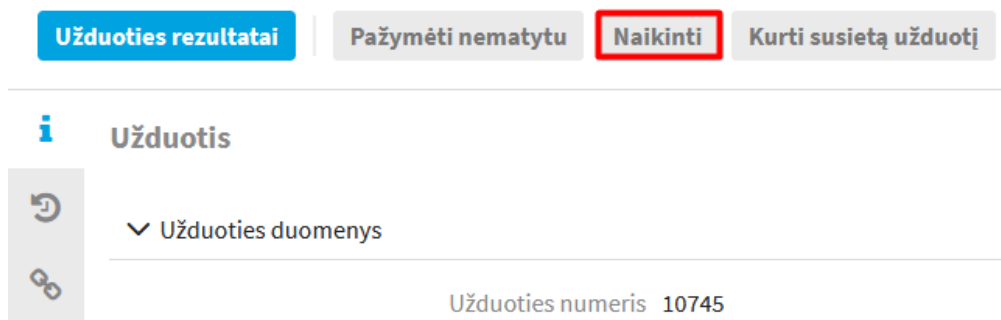 Užduoties rezultatai Pažymėti nematytu Naikinti Kurti susietą užduotį
Užduotis
Užduoties duomenys
Užduoties numeris 10745